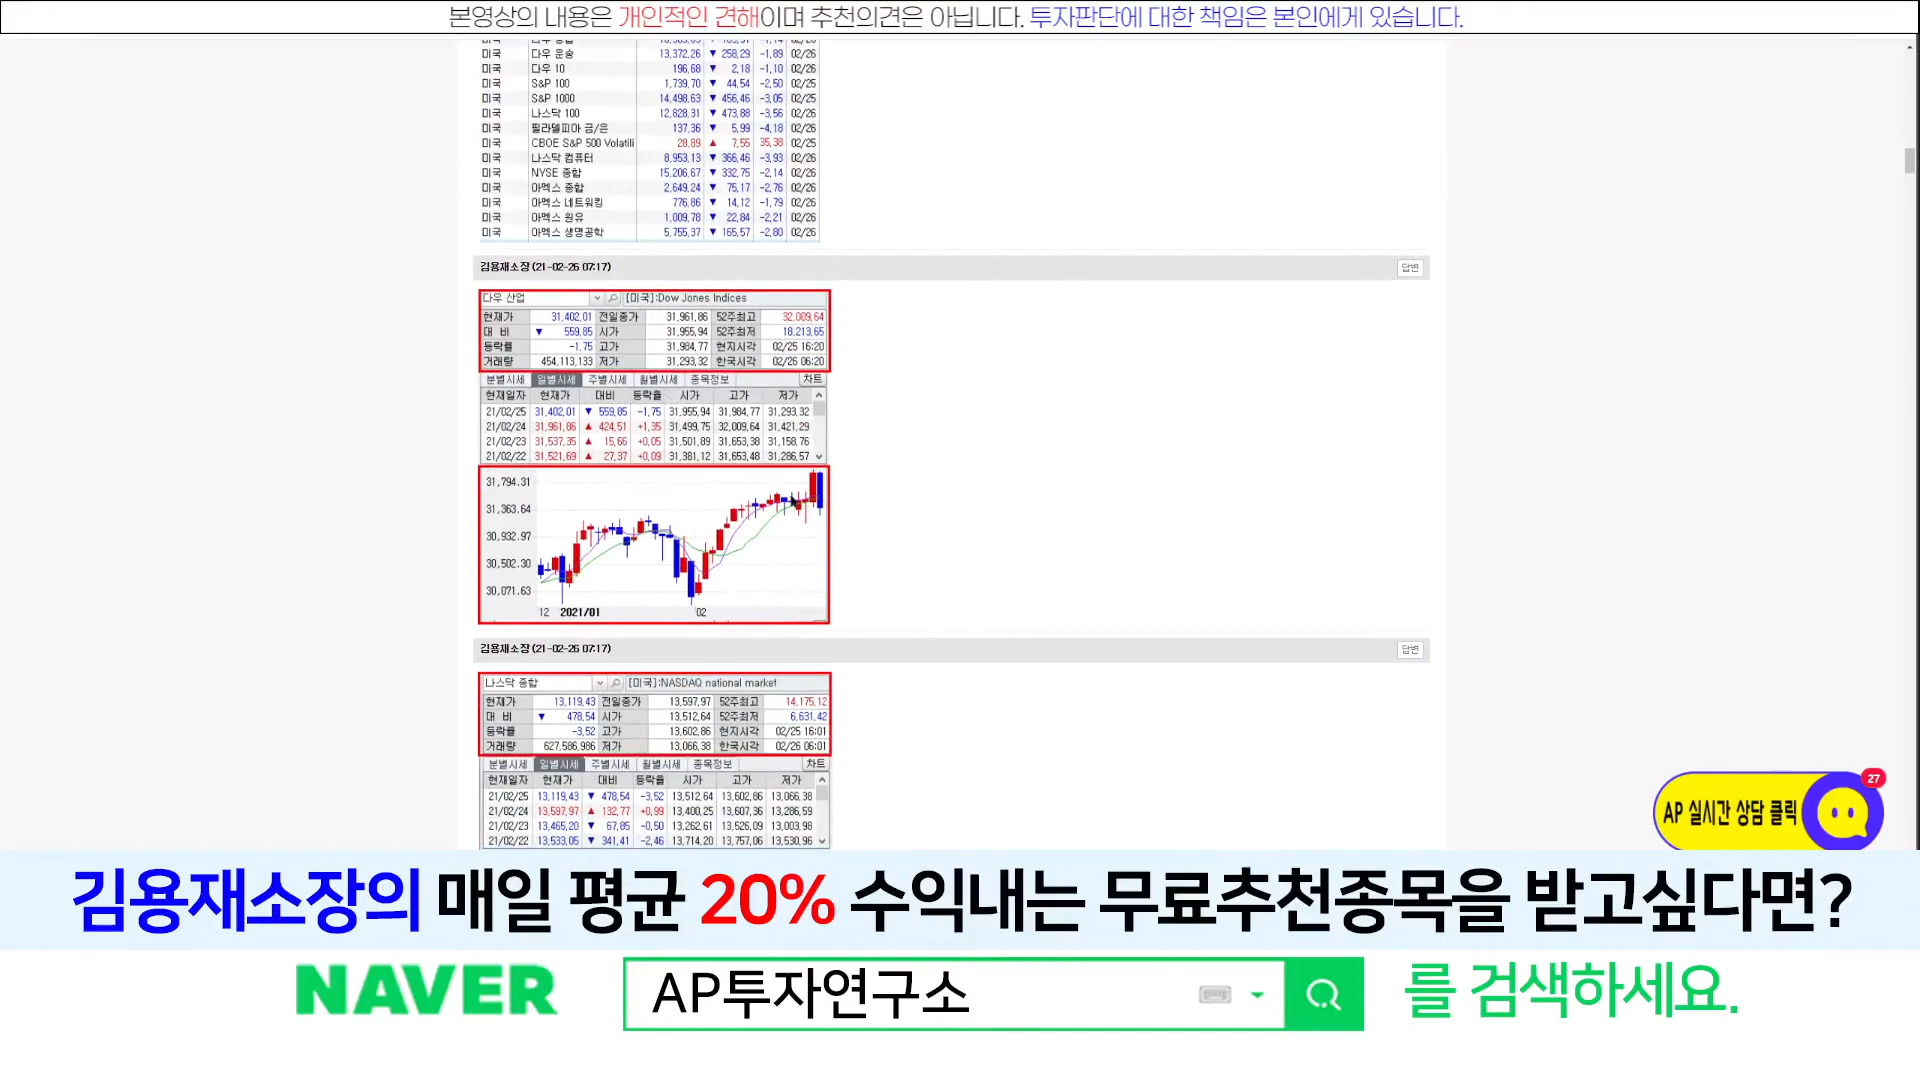 본영상의 내용은 개인적인 견해이며 추천의견은 아닙니다. 투자판단에 대한 책임은 본인에게 있습니다.
미국 다우 운송 13,372.26 ▼ 258.29 -1.89 02/26
미국 다우 10 196.68 ▼ 2.18 -1.10 02/26
미국 S&P 100 1,739.70 ▼ 44.54 -2.50 02/25
미국 S&P 1000 14,498.63 ▼ 456.46 -3.05 02/25
미국 나스닥 100 12,828.31 ▼ 473.88 -3.56 02/26
미국 필라델피아 금/은 137.36 ▼ 5.99 -4.18 02/26
미국 CBOE S&P 500 Volatili 28.89 ▲ 7.55 35.38 02/25
미국 나스닥 컴퓨터 8,953.13 ▼ 366.46 -3.93 02/26
미국 NYSE 종합 15,206.67 ▼ 332.75 -2.14 02/26
미국 아멕스 종합 2,649.24 ▼ 75.17 -2.76 02/26
미국 아멕스 네트워킹 776.86 ▼ 14.12 -1.79 02/26
미국 아멕스 원유 1,009.78 ▼ 22.84 -2.21 02/26
미국 아멕스 생명공학 5,755.37 ▼ 165.57 -2.80 02/26
김용재소장 (21-02-26 07:17) 답변
다우 산업 [미국]:Dow Jones Indices
현재가 31,402.01 전일종가 31,961.86 52주최고 32,009.64
대 비 ▼ 559.85 시가 31,955.94 52주최저 18,213.65
등락률 -1.75 고가 31,984.77 현지시각 02/25 16:20
거래량 454,113,133 저가 31,293.32 한국시각 02/26 06:20
분별시세 일별시세 주별시세 월별시세 종목정보 차트
현재일자 현재가 대비 등락률 시가 고가 저가
21/02/25 31,402.01 ▼ 559.85 -1.75 31,955.94 31,984.77 31,293.32
21/02/24 31,961.86 ▲ 424.51 +1.35 31,499.75 32,009.64 31,421.29
21/02/23 31,537.35 ▲ 15.66 +0.05 31,501.89 31,653.38 31,158.76
21/02/22 31,521.69 ▲ 27.37 +0.09 31,381.12 31,653.48 31,286.57
31,794.31
31,363.64
30,932.97
30,502.30
30,071.63
12 2021/01 02
김용재소장 (21-02-26 07:17) 답변
나스닥 종합 [미국]:NASDAQ national market
현재가 13,119.43 전일종가 13,597.97 52주최고 14,175.12
대 비 ▼ 478.54 시가 13,512.64 52주최저 6,631.42
등락률 -3.52 고가 13,602.86 현지시각 02/25 16:01
거래량 627,586,986 저가 13,066.38 한국시각 02/26 06:01
분별시세 일별시세 주별시세 월별시세 종목정보 차트
현재일자 현재가 대비 등락률 시가 고가 저가
21/02/25 13,119.43 ▼ 478.54 -3.52 13,512.64 13,602.86 13,066.38
21/02/24 13,597.97 ▲ 132.77 +0.99 13,400.25 13,607.36 13,286.59
21/02/23 13,465.20 ▼ 67.85 -0.50 13,262.61 13,526.09 13,003.98
21/02/22 13,533.05 ▼ 341.41 -2.46 13,714.20 13,757.06 13,530.96
27
AP 실시간 상담 클릭
김용재소장의 매일 평균 20% 수익내는 무료추천종목을 받고싶다면?
NAVER AP투자연구소 를 검색하세요.